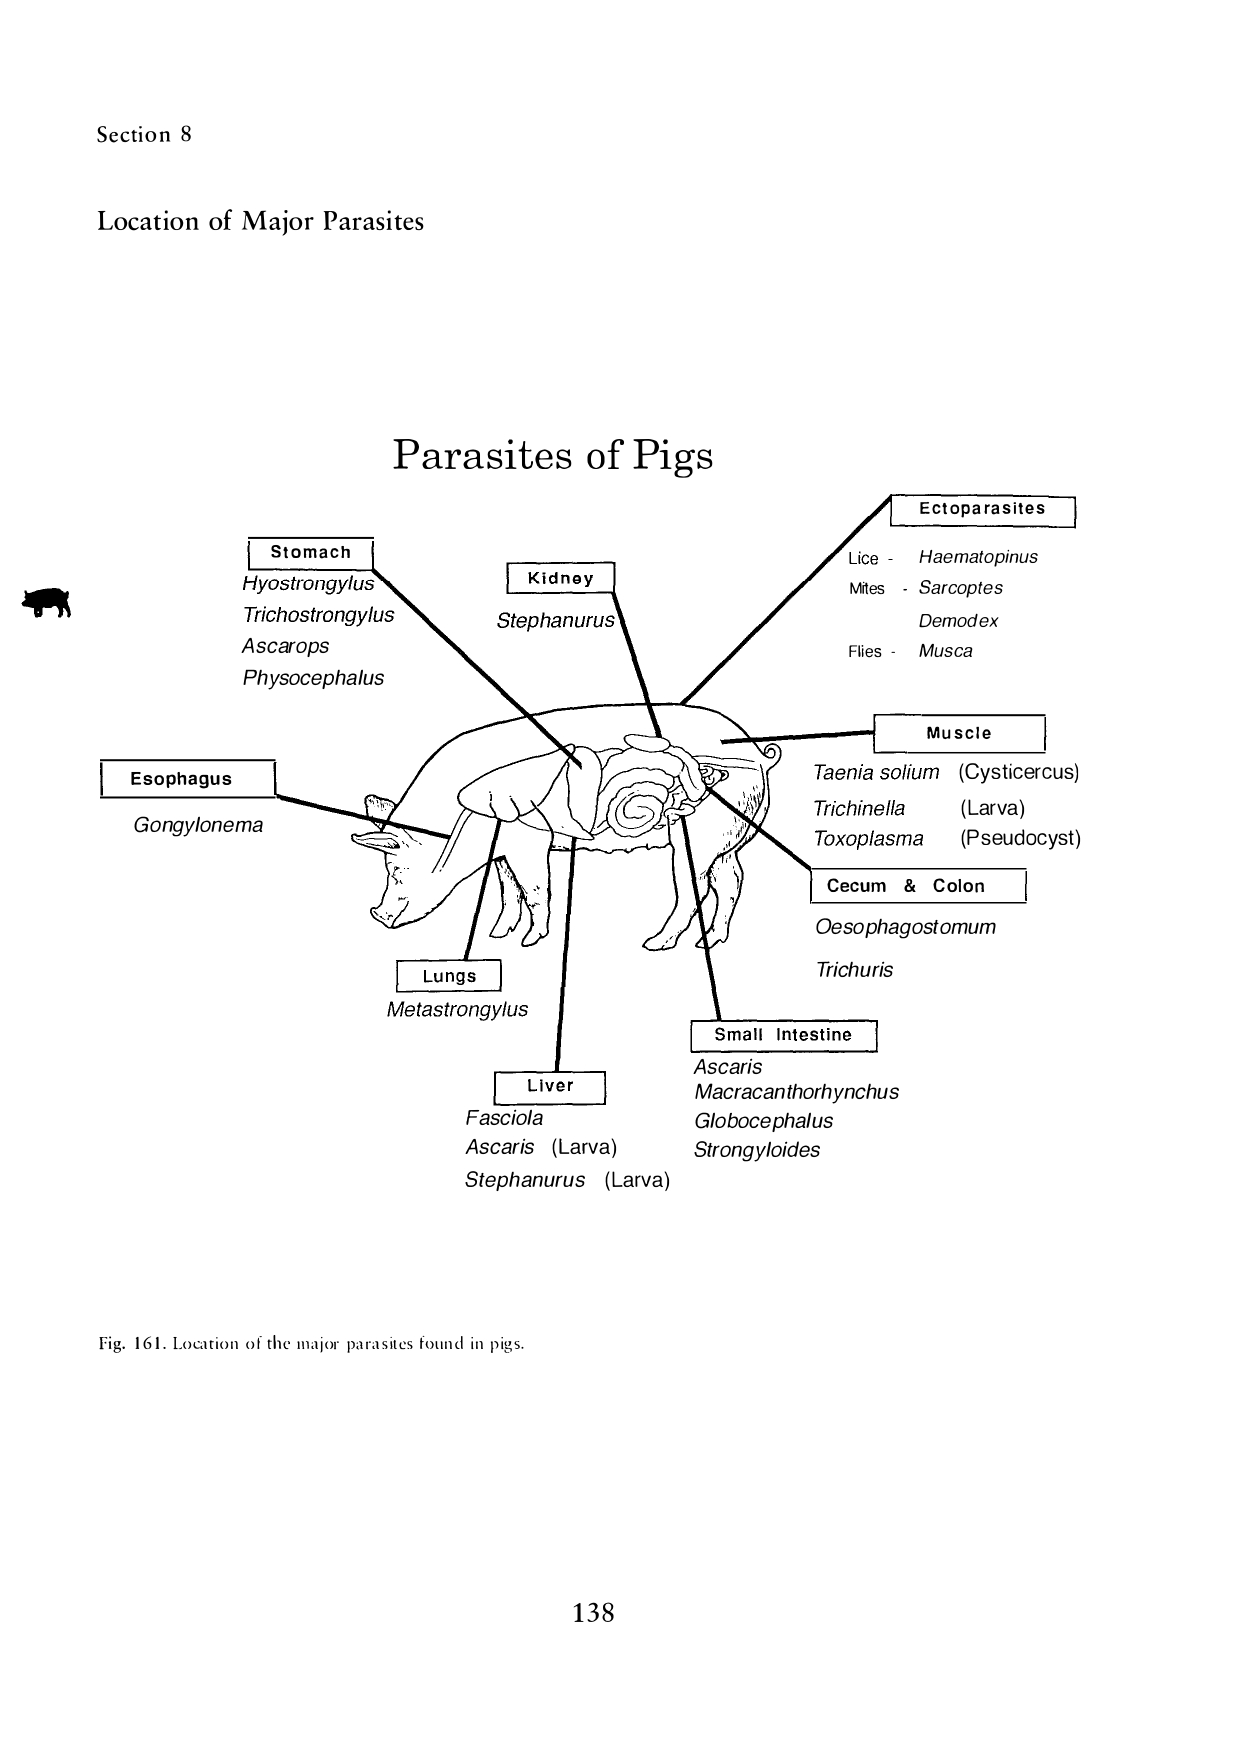 Section 8
Location of Major Parasites
Parasites of Pigs
Ectoparasites
Lice - Haematopinus
Mites - Sarcoptes
Demodex
Flies - Musca
Stomach
Hyostrongylus
Trichostrongylus
Ascarops
Physocephalus
Kidney
Stephanurus
Muscle
Taenia solium (Cysticercus)
Trichinella (Larva)
Toxoplasma (Pseudocyst)
Esophagus
Gongylonema
Cecum & Colon
Oesophagostomum
Trichuris
Lungs
Metastrongylus
Small Intestine
Ascaris
Macracanthorhynchus
Globocephalus
Strongyloides
Liver
Fasciola
Ascaris (Larva)
Stephanurus (Larva)
Fig. 161. Location of the major parasites found in pigs.
138